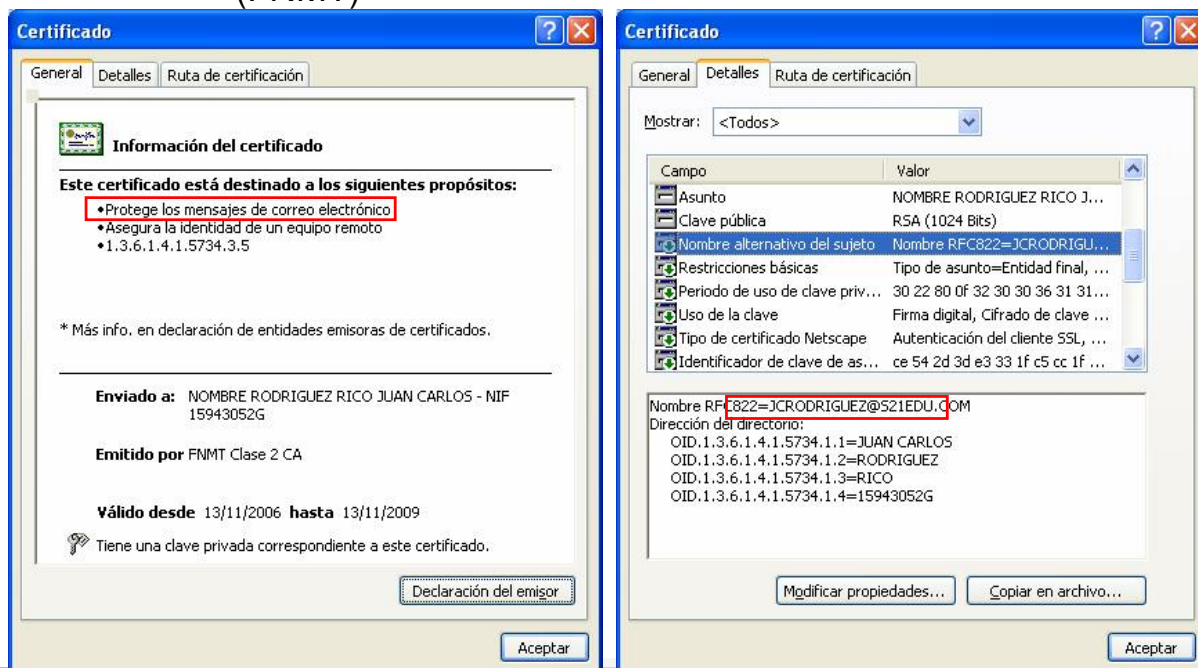 (FNMT)
Certificado
General Detalles Ruta de certificación
Información del certificado
Este certificado está destinado a los siguientes propósitos:
•Protege los mensajes de correo electrónico
•Asegura la identidad de un equipo remoto
•1.3.6.1.4.1.5734.3.5
* Más info. en declaración de entidades emisoras de certificados.
Enviado a: NOMBRE RODRIGUEZ RICO JUAN CARLOS - NIF
15943052G
Emitido por FNMT Clase 2 CA
Válido desde 13/11/2006 hasta 13/11/2009
Tiene una clave privada correspondiente a este certificado.
Declaración del emisor
Aceptar
Certificado
General Detalles Ruta de certificación
Mostrar: <Todos>
Campo Valor
Asunto NOMBRE RODRIGUEZ RICO J...
Clave pública RSA (1024 Bits)
Nombre alternativo del sujeto Nombre RFC822=JCRODRIGU...
Restricciones básicas Tipo de asunto=Entidad final, ...
Periodo de uso de clave priv... 30 22 80 0f 32 30 30 36 31 31...
Uso de la clave Firma digital, Cifrado de clave ...
Tipo de certificado Netscape Autenticación del cliente SSL, ...
Identificador de clave de as... ce 54 2d 3d e3 33 1f c5 cc 1f ...
Nombre RFC822=JCRODRIGUEZ@S21EDU.COM
Dirección del directorio:
OID.1.3.6.1.4.1.5734.1.1=JUAN CARLOS
OID.1.3.6.1.4.1.5734.1.2=RODRIGUEZ
OID.1.3.6.1.4.1.5734.1.3=RICO
OID.1.3.6.1.4.1.5734.1.4=15943052G
Modificar propiedades... Copiar en archivo...
Aceptar